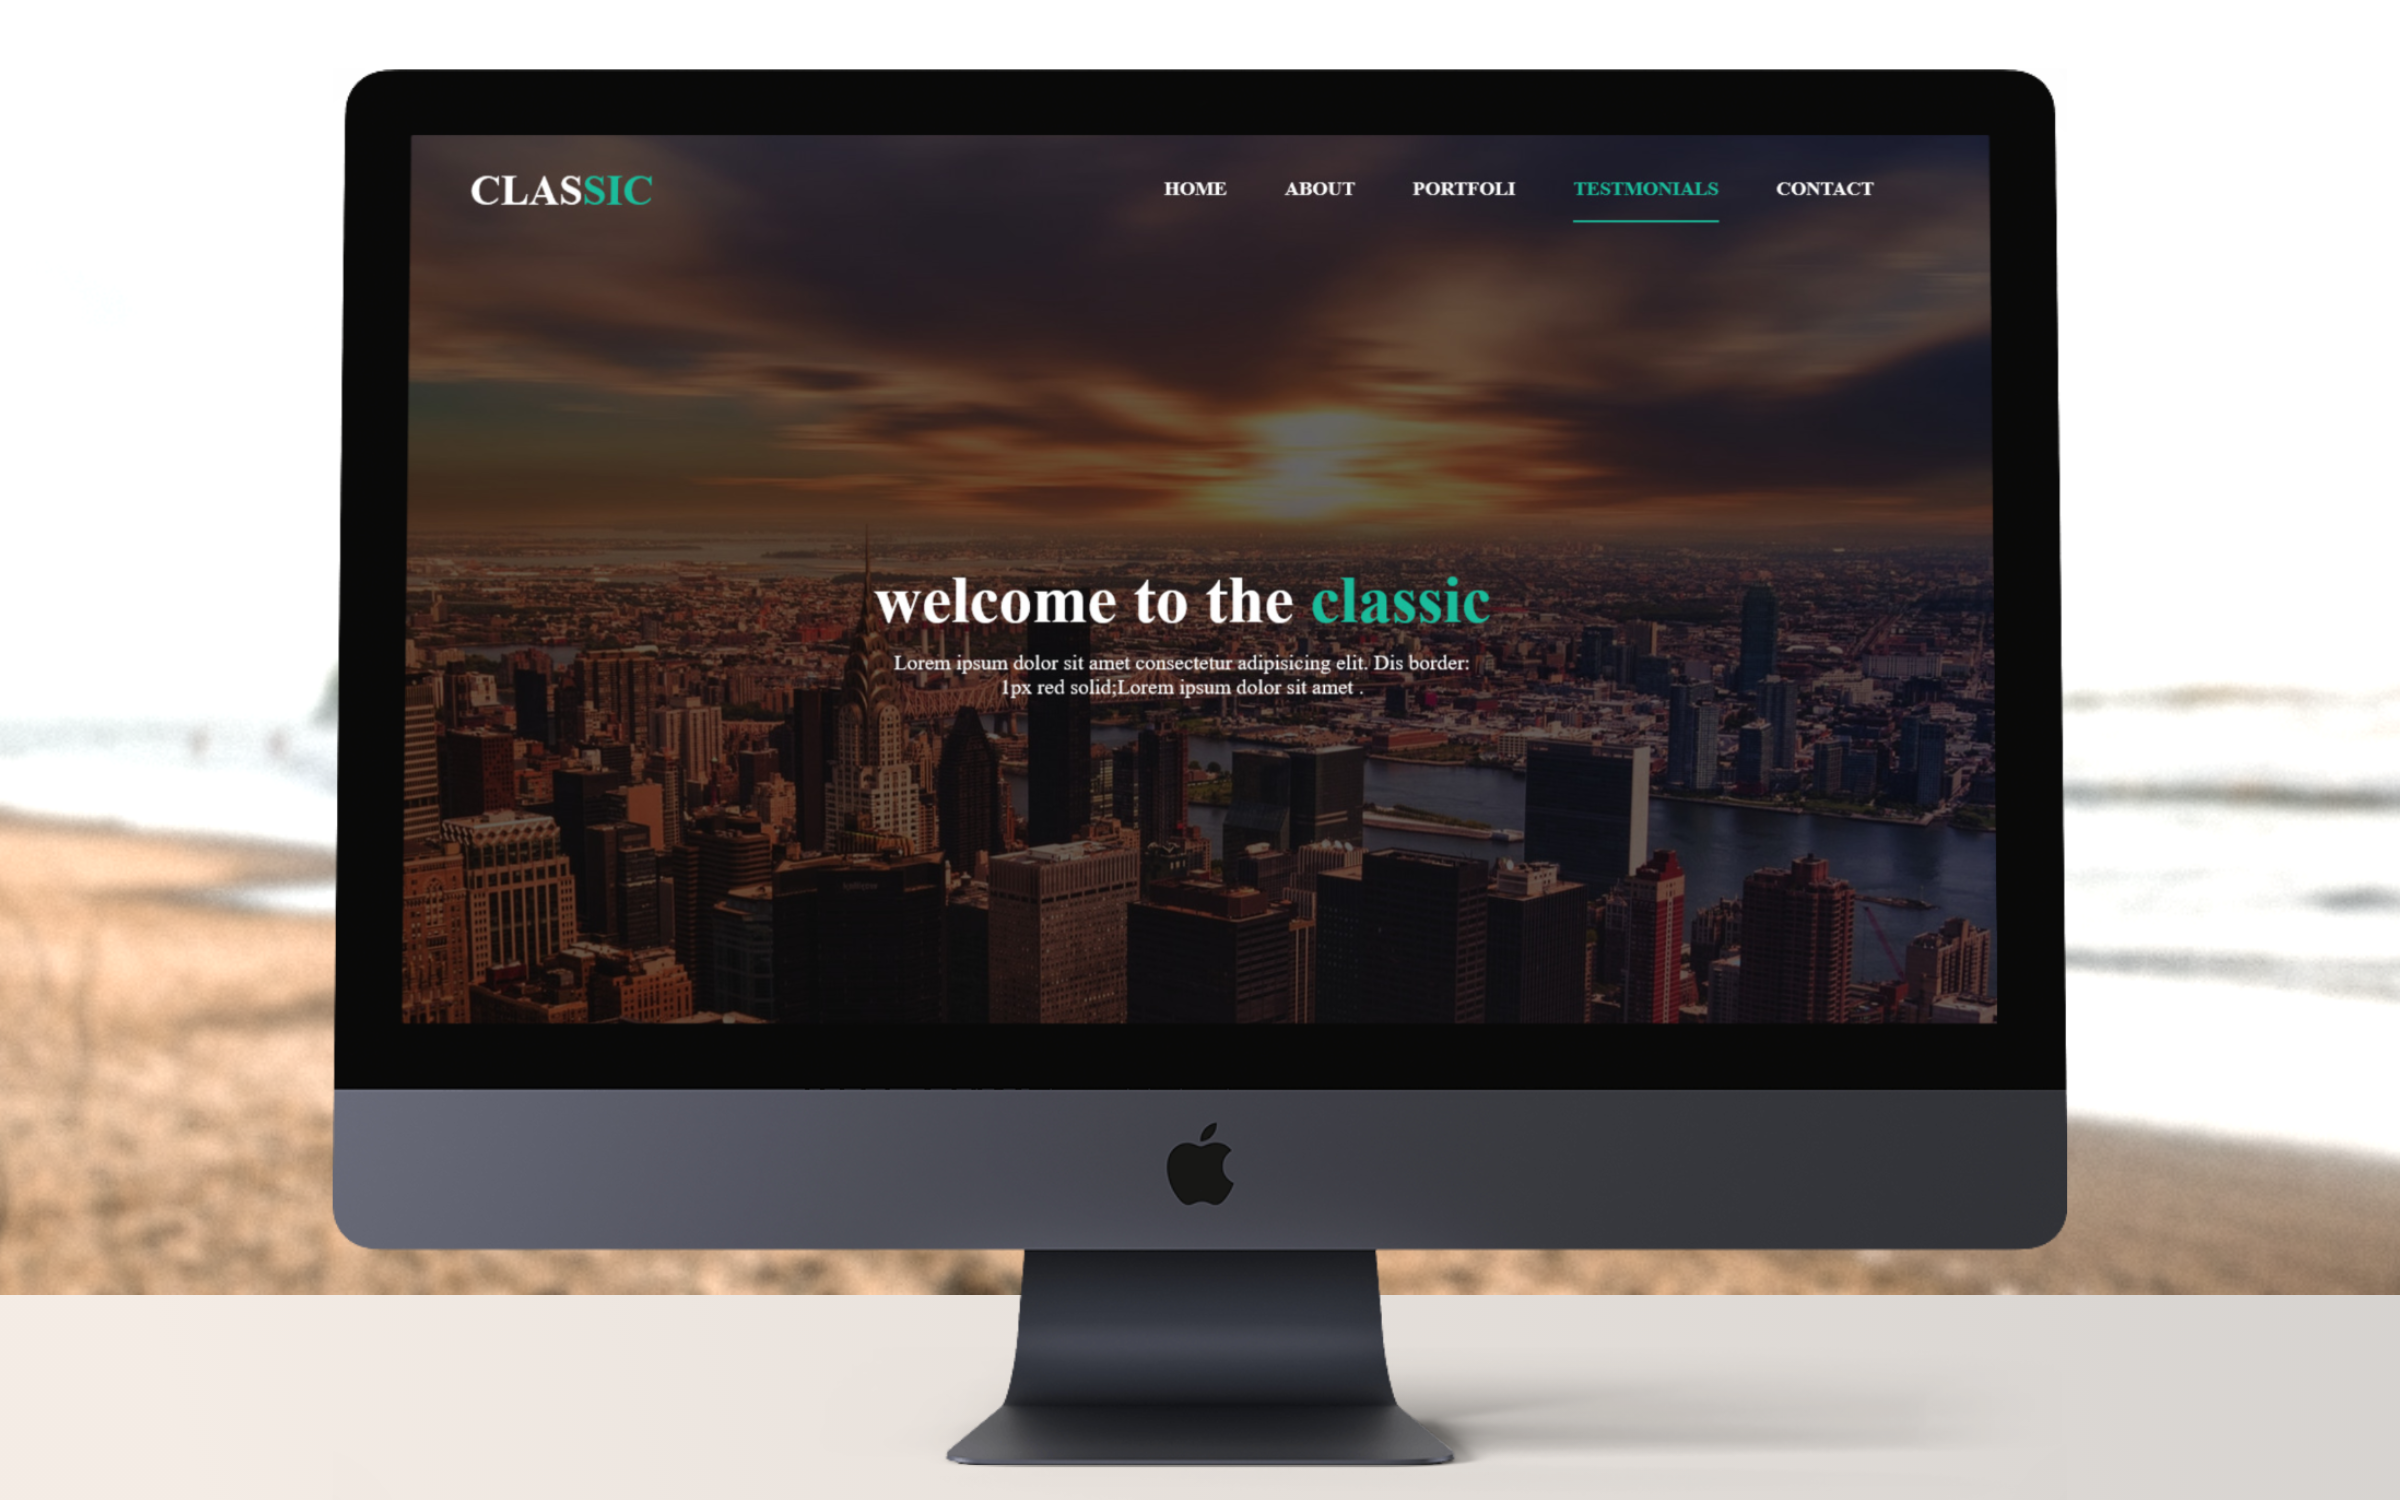 CLASSIC
HOME ABOUT PORTFOLI TESTMONIALS CONTACT
welcome to the classic
Lorem ipsum dolor sit amet consectetur adipisicing elit. Dis border:
1px red solid;Lorem ipsum dolor sit amet .